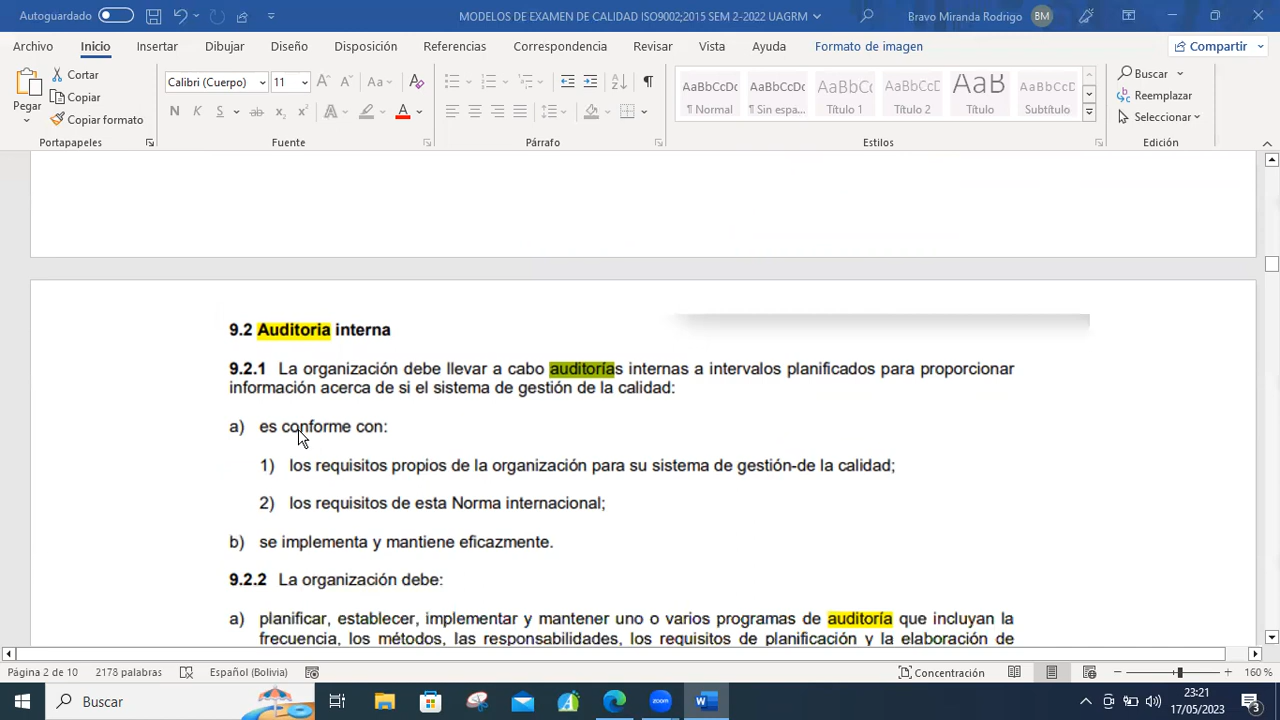 Autoguardado
MODELOS DE EXAMEN DE CALIDAD ISO9002;2015 SEM 2-2022 UAGRM
Bravo Miranda Rodrigo
BM
Archivo
Inicio
Insertar
Dibujar
Diseño
Disposición
Referencias
Correspondencia
Revisar
Vista
Ayuda
Formato de imagen
Compartir
Pegar
Cortar
Copiar
Copiar formato
Portapapeles
Calibri (Cuerpo)
11
Aa
N K S ab x₂ x²
Fuente
Párrafo
AaBbCcDc
¶ Normal
AaBbCcDc
¶ Sin espa...
AaBbCc
¶ Título 1
AaBbCcC
¶ Título 2
AaB
¶ Título
AaBbCcD
¶ Subtítulo
Estilos
Buscar
Reemplazar
Seleccionar
Edición
9.2 Auditoria interna
9.2.1 La organización debe llevar a cabo auditorías internas a intervalos planificados para proporcionar
información acerca de si el sistema de gestión de la calidad:
a) es conforme con:
1) los requisitos propios de la organización para su sistema de gestión-de la calidad;
2) los requisitos de esta Norma internacional;
b) se implementa y mantiene eficazmente.
9.2.2 La organización debe:
a) planificar, establecer, implementar y mantener uno o varios programas de auditoría que incluyan la
frecuencia, los métodos, las responsabilidades, los requisitos de planificación y la elaboración de
Página 2 de 10
2178 palabras
Español (Bolivia)
Concentración
160 %
Buscar
zoom
23:21
17/05/2023
3